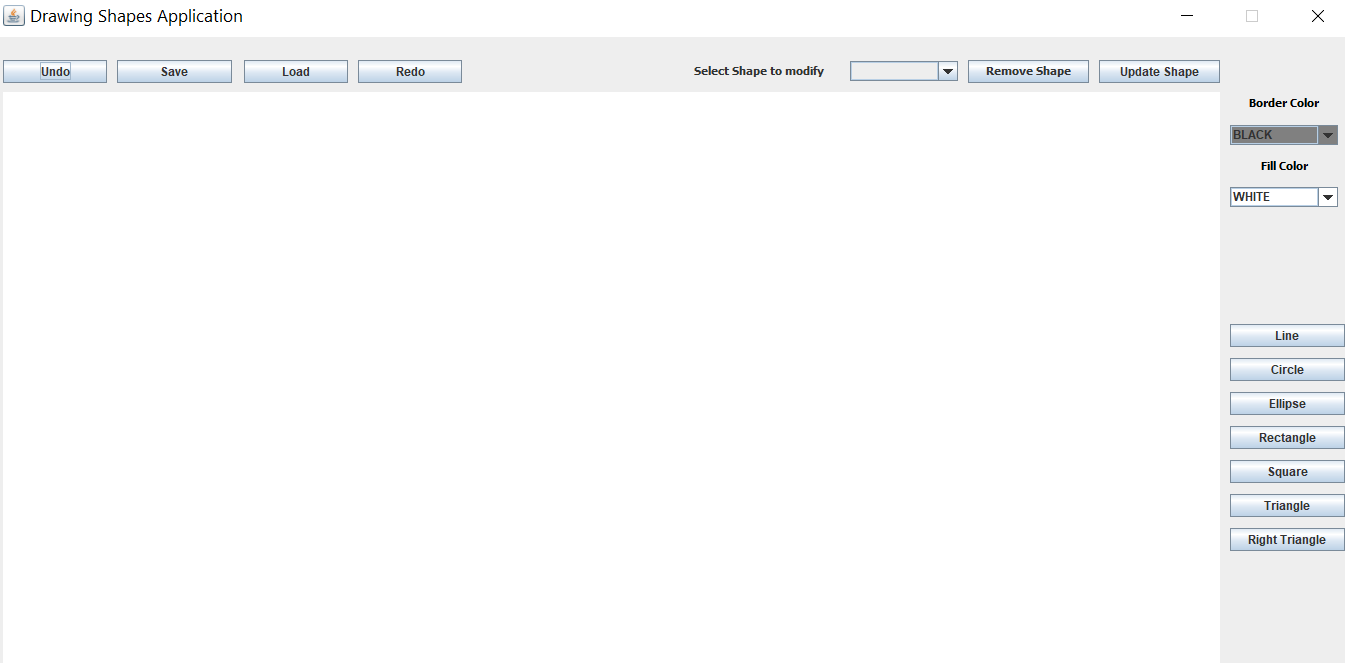 Drawing Shapes Application
Undo Save Load Redo Select Shape to modify Remove Shape Update Shape
Border Color
BLACK
Fill Color
WHITE
Line
Circle
Ellipse
Rectangle
Square
Triangle
Right Triangle